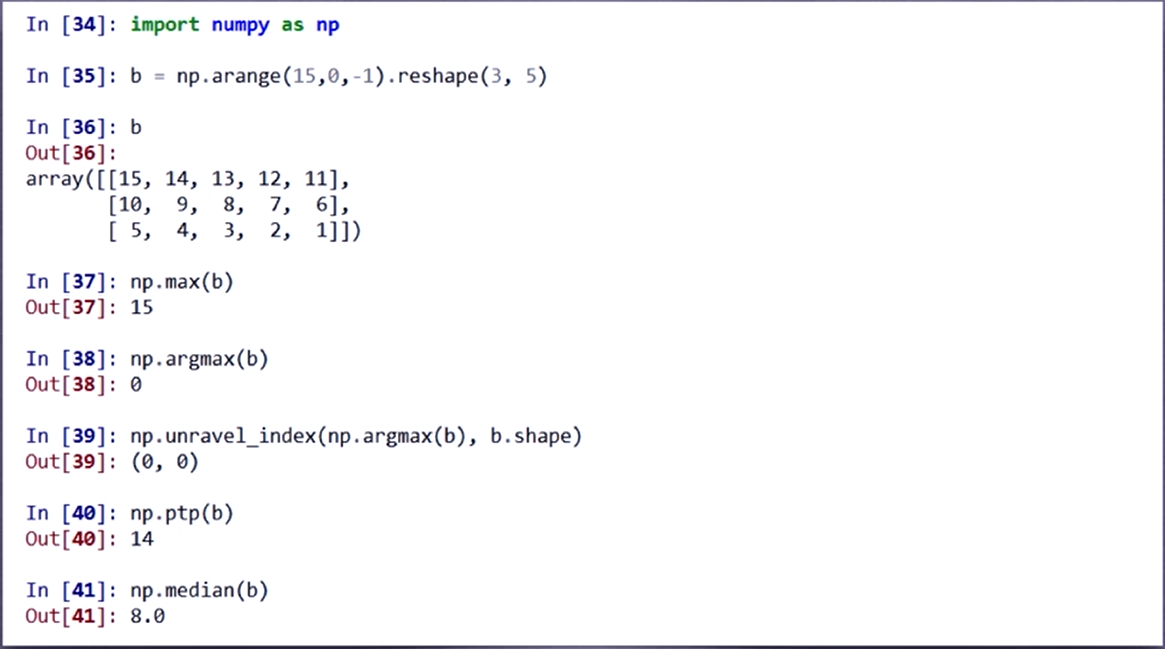 In [34]: import numpy as np
In [35]: b = np.arange(15,0,-1).reshape(3, 5)
In [36]: b
Out[36]:
array([[15, 14, 13, 12, 11],
       [10,  9,  8,  7,  6],
       [ 5,  4,  3,  2,  1]])
In [37]: np.max(b)
Out[37]: 15
In [38]: np.argmax(b)
Out[38]: 0
In [39]: np.unravel_index(np.argmax(b), b.shape)
Out[39]: (0, 0)
In [40]: np.ptp(b)
Out[40]: 14
In [41]: np.median(b)
Out[41]: 8.0